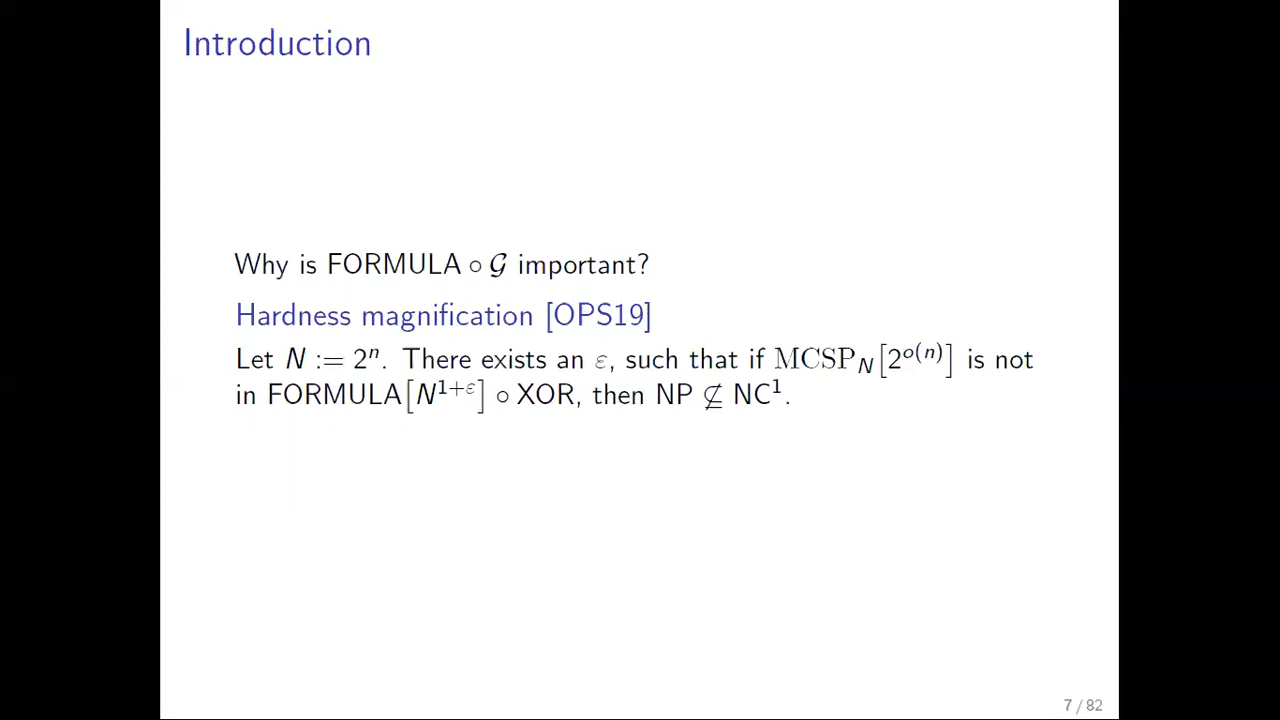 Introduction
Why is FORMULA ∘ 𝒢 important?
Hardness magnification [OPS19]
Let N := 2ⁿ. There exists an ε, such that if MCSP_N[2^{o(n)}] is not
in FORMULA[N^{1+ε}] ∘ XOR, then NP ⊈ NC¹.
7 / 82